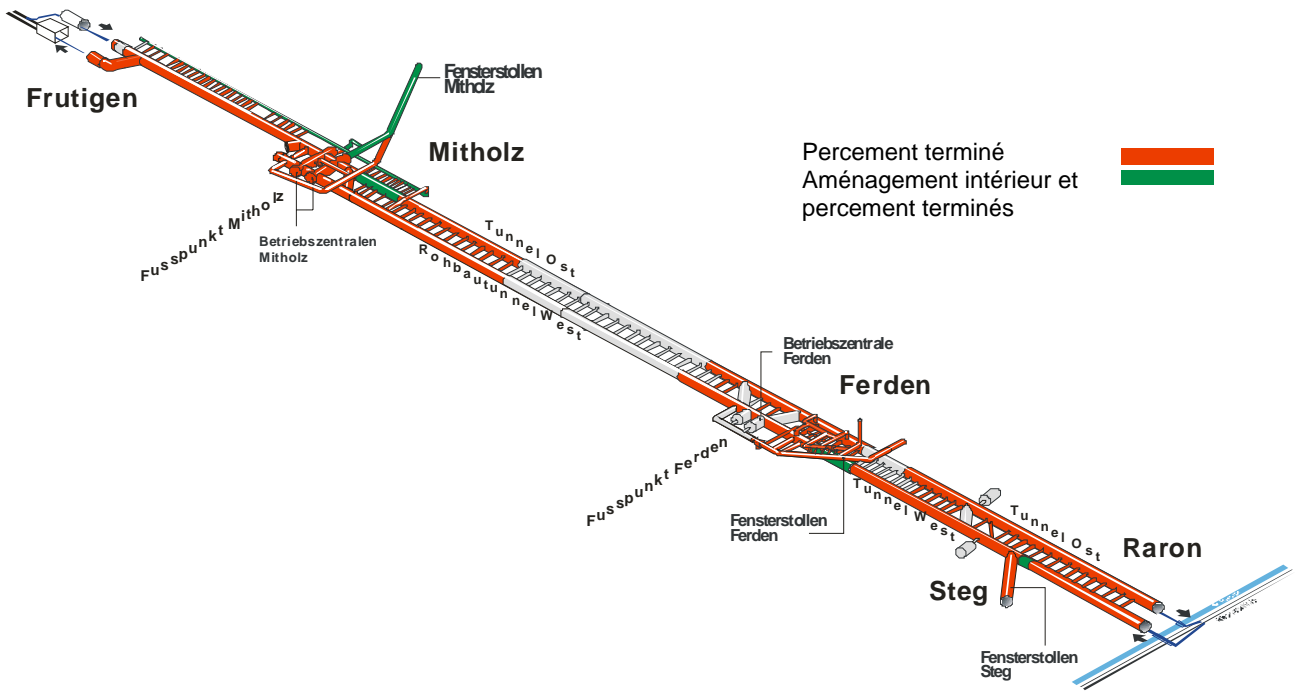 Frutigen
Fensterstollen
Mitholz
Mitholz
Percement terminé
Aménagement intérieur et
percement terminés
Fusspunkt Mitholz
Betriebszentralen
Mitholz
Tunnel Ost
Rohbautunnel West
Betriebszentrale
Ferden
Ferden
Fusspunkt Ferden
Fensterstollen
Ferden
Tunnel West
Tunnel Ost
Raron
Steg
Fensterstollen
Steg